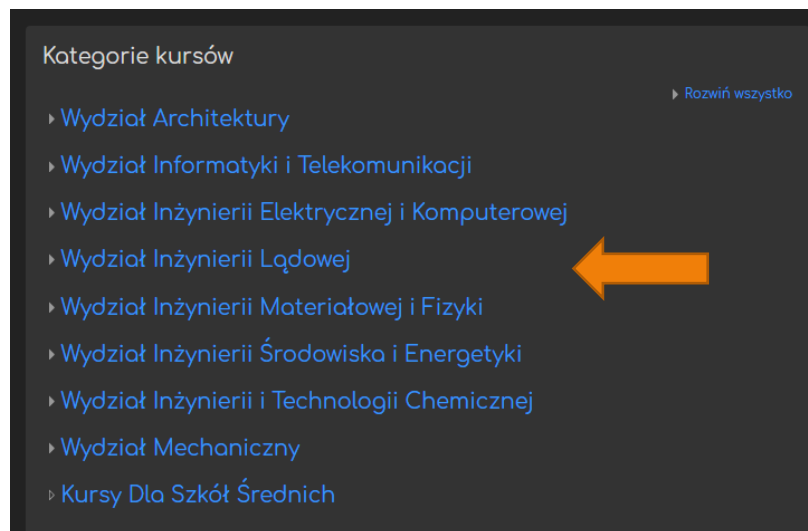 Kategorie kursów
Rozwiń wszystko
Wydział Architektury
Wydział Informatyki i Telekomunikacji
Wydział Inżynierii Elektrycznej i Komputerowej
Wydział Inżynierii Lądowej
Wydział Inżynierii Materiałowej i Fizyki
Wydział Inżynierii Środowiska i Energetyki
Wydział Inżynierii i Technologii Chemicznej
Wydział Mechaniczny
Kursy Dla Szkół Średnich